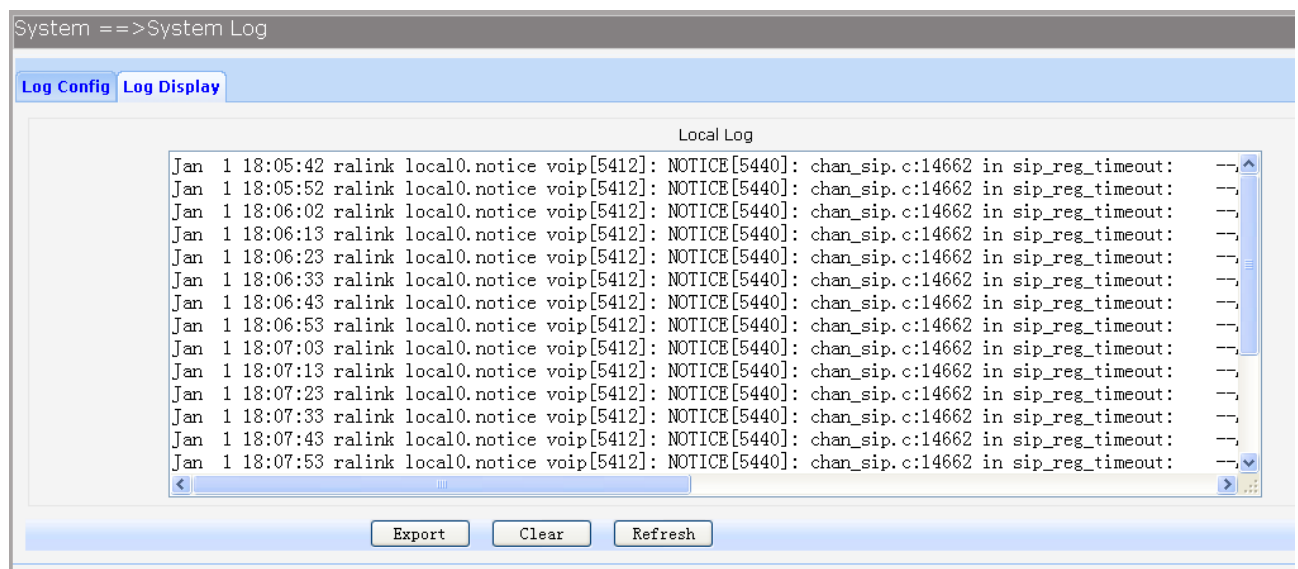 System ==>System Log
Log Config Log Display
Local Log
Jan  1 18:05:42 ralink local0.notice voip[5412]: NOTICE[5440]: chan_sip.c:14662 in sip_reg_timeout:    --
Jan  1 18:05:52 ralink local0.notice voip[5412]: NOTICE[5440]: chan_sip.c:14662 in sip_reg_timeout:    --
Jan  1 18:06:02 ralink local0.notice voip[5412]: NOTICE[5440]: chan_sip.c:14662 in sip_reg_timeout:    --
Jan  1 18:06:13 ralink local0.notice voip[5412]: NOTICE[5440]: chan_sip.c:14662 in sip_reg_timeout:    --
Jan  1 18:06:23 ralink local0.notice voip[5412]: NOTICE[5440]: chan_sip.c:14662 in sip_reg_timeout:    --
Jan  1 18:06:33 ralink local0.notice voip[5412]: NOTICE[5440]: chan_sip.c:14662 in sip_reg_timeout:    --
Jan  1 18:06:43 ralink local0.notice voip[5412]: NOTICE[5440]: chan_sip.c:14662 in sip_reg_timeout:    --
Jan  1 18:06:53 ralink local0.notice voip[5412]: NOTICE[5440]: chan_sip.c:14662 in sip_reg_timeout:    --
Jan  1 18:07:03 ralink local0.notice voip[5412]: NOTICE[5440]: chan_sip.c:14662 in sip_reg_timeout:    --
Jan  1 18:07:13 ralink local0.notice voip[5412]: NOTICE[5440]: chan_sip.c:14662 in sip_reg_timeout:    --
Jan  1 18:07:23 ralink local0.notice voip[5412]: NOTICE[5440]: chan_sip.c:14662 in sip_reg_timeout:    --
Jan  1 18:07:33 ralink local0.notice voip[5412]: NOTICE[5440]: chan_sip.c:14662 in sip_reg_timeout:    --
Jan  1 18:07:43 ralink local0.notice voip[5412]: NOTICE[5440]: chan_sip.c:14662 in sip_reg_timeout:    --
Jan  1 18:07:53 ralink local0.notice voip[5412]: NOTICE[5440]: chan_sip.c:14662 in sip_reg_timeout:    --
Export Clear Refresh